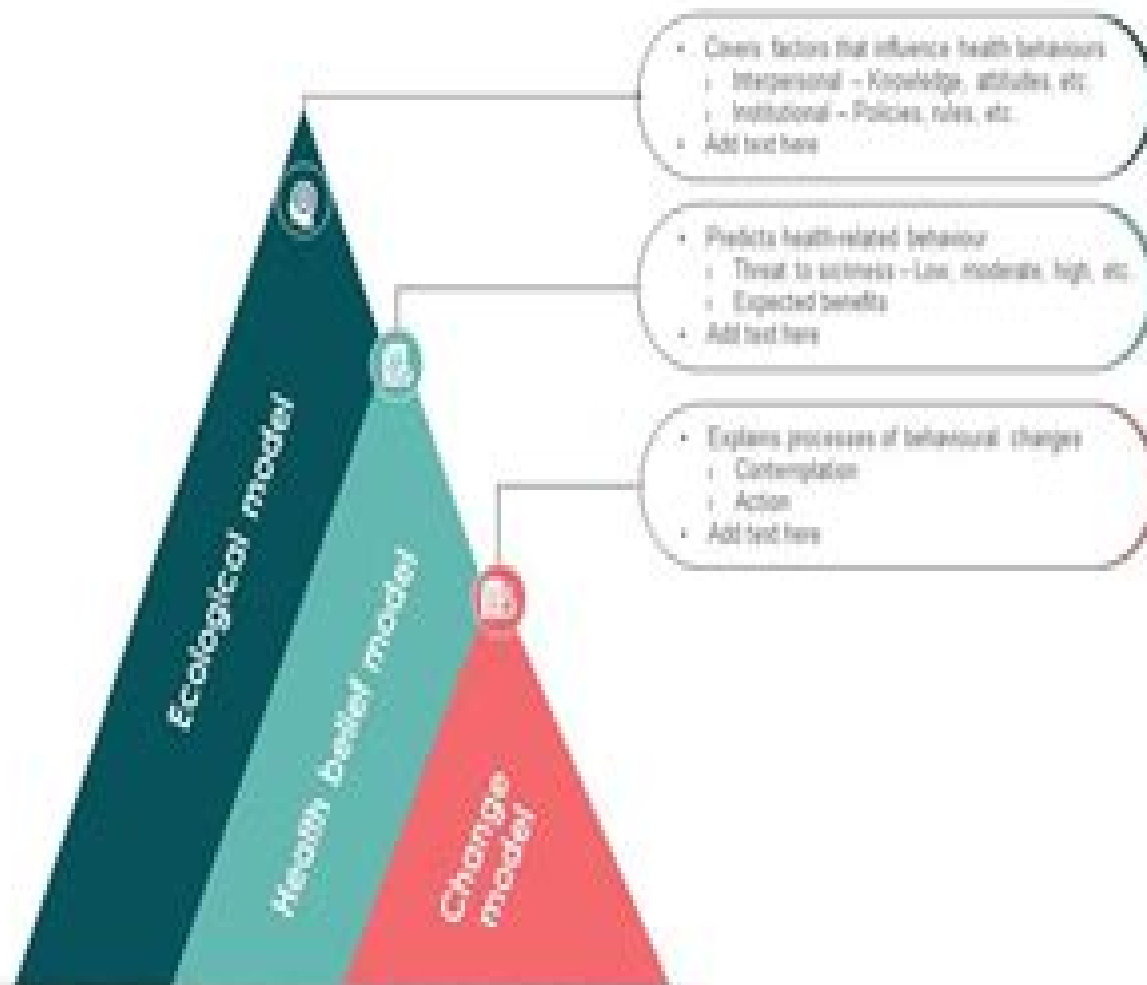 • Covers factors that influence health behaviours
› Interpersonal – Knowledge, attitudes, etc
› Institutional – Policies, rules, etc.
• Add text here
• Predicts health-related behaviour
› Threat to sickness – Low, moderate, high, etc.
› Expected benefits
• Add text here
• Explains processes of behavioural changes
› Contemplation
› Action
• Add text here
Ecological model
Health belief model
Change
model